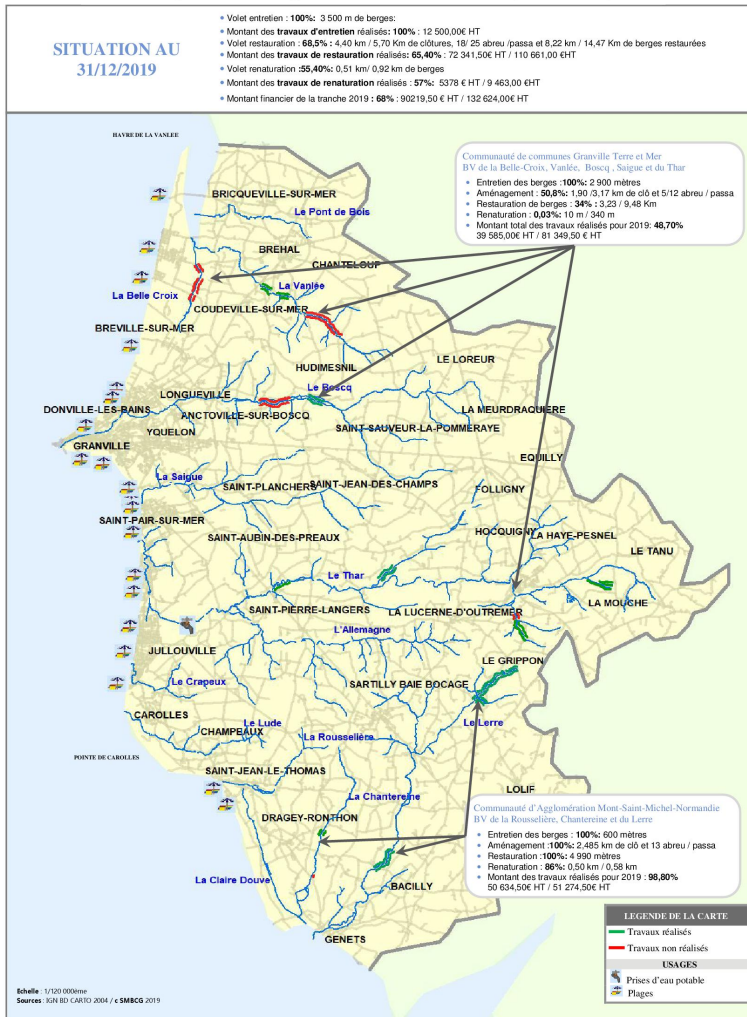 SITUATION AU
31/12/2019
• Volet entretien : 100%: 3 500 m de berges:
• Montant des travaux d'entretien réalisés: 100% : 12 500,00€ HT
• Volet restauration : 68,5% : 4,40 km / 5,70 Km de clôtures, 18/ 25 abreu /passa et 8,22 km / 14,47 Km de berges restaurées
• Montant des travaux de restauration réalisés: 65,40% : 72 341,50€ HT / 110 661,00 €HT
• Volet renaturation :55,40%: 0,51 km/ 0,92 km de berges
• Montant des travaux de renaturation réalisés : 57%: 5378 € HT / 9 463,00 €HT
• Montant financier de la tranche 2019 : 68% : 90219,50 € HT / 132 624,00€ HT
HAVRE DE LA VANLEE
Communauté de communes Granville Terre et Mer
BV de la Belle-Croix, Vanlée, Boscq , Saigue et du Thar
• Entretien des berges :100%: 2 900 mètres
• Aménagement : 50,8%: 1,90 /3,17 km de clô et 5/12 abreu / passa
• Restauration de berges : 34% : 3,23 / 9,48 Km
• Renaturation : 0,03%: 10 m / 340 m
• Montant total des travaux réalisés pour 2019: 48,70%
39 585,00€ HT / 81 349,50 € HT
BRICQUEVILLE-SUR-MER
Le Pont de Bois
BREHAL
CHANTELOUP
La Vanlée
La Belle Croix
COUDEVILLE-SUR-MER
BREVILLE-SUR-MER
HUDIMESNIL
LE LOREUR
Le Boscq
LONGUEVILLE
DONVILLE-LES-BAINS
ANCTOVILLE-SUR-BOSCQ
LA MEURDRAQUIERE
SAINT-SAUVEUR-LA-POMMERAYE
YQUELON
GRANVILLE
EQUILLY
La Saigue
SAINT-PLANCHERS
SAINT-JEAN-DES-CHAMPS
FOLLIGNY
SAINT-PAIR-SUR-MER
SAINT-AUBIN-DES-PREAUX
HOCQUIGNY
LA HAYE-PESNEL
LE TANU
Le Thar
LA MOUCHE
SAINT-PIERRE-LANGERS
LA LUCERNE-D'OUTREMER
L'Allemagne
JULLOUVILLE
LE GRIPPON
Le Crapeux
SARTILLY BAIE BOCAGE
CAROLLES
Le Lude
Le Lerre
CHAMPEAUX
La Rousselière
POINTE DE CAROLLES
SAINT-JEAN-LE-THOMAS
LOLIF
La Chantereine
DRAGEY-RONTHON
Communauté d'Agglomération Mont-Saint-Michel-Normandie
BV de la Rousselière, Chantereine et du Lerre
• Entretien des berges : 100%: 600 mètres
• Aménagement :100%: 2,485 km de clô et 13 abreu / passa
• Restauration :100%: 4 990 mètres
• Renaturation : 86%: 0,50 km / 0,58 km
• Montant des travaux réalisés pour 2019 : 98,80%
50 634,50€ HT / 51 274,50€ HT
La Claire Douve
BACILLY
GENETS
LEGENDE DE LA CARTE
Travaux réalisés
Travaux non réalisés
USAGES
Prises d'eau potable
Plages
Echelle : 1/120 000ème
Sources : IGN BD CARTO 2004 / c SMBCG 2019